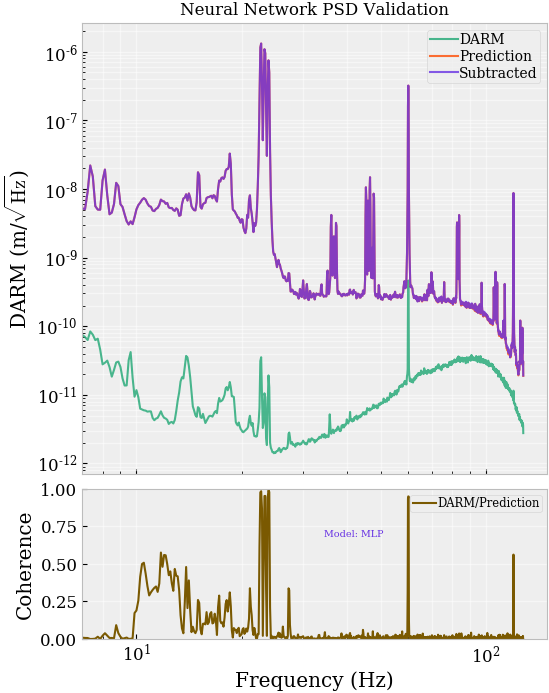 Neural Network PSD Validation
DARM
Prediction
Subtracted
DARM (m/√Hz)
10⁻⁶
10⁻⁷
10⁻⁸
10⁻⁹
10⁻¹⁰
10⁻¹¹
10⁻¹²
DARM/Prediction
Model: MLP
Coherence
1.00
0.75
0.50
0.25
0.00
10¹
10²
Frequency (Hz)